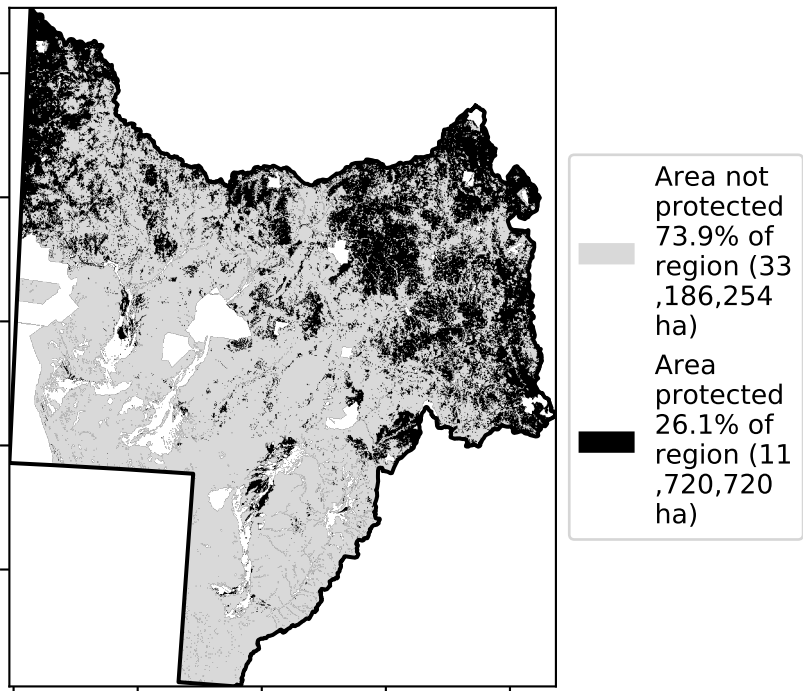 Area not
protected
73.9% of
region (33
,186,254
ha)
Area
protected
26.1% of
region (11
,720,720
ha)